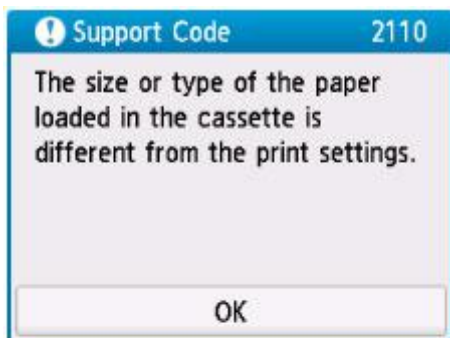 Support Code 2110
The size or type of the paper
loaded in the cassette is
different from the print settings.
OK